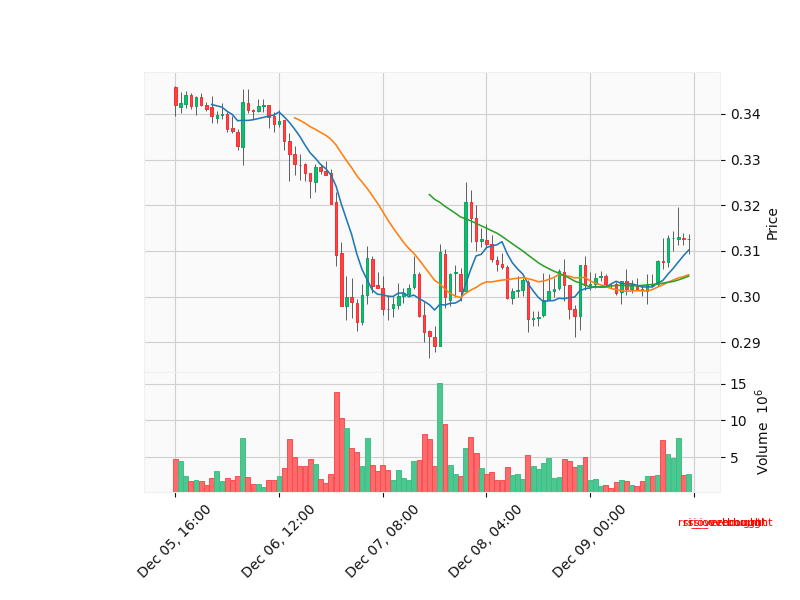 0.34
0.33
0.32
0.31
0.30
0.29
Price
15
10
5
Volume 10⁶
Dec 05, 16:00
Dec 06, 12:00
Dec 07, 08:00
Dec 08, 04:00
Dec 09, 00:00